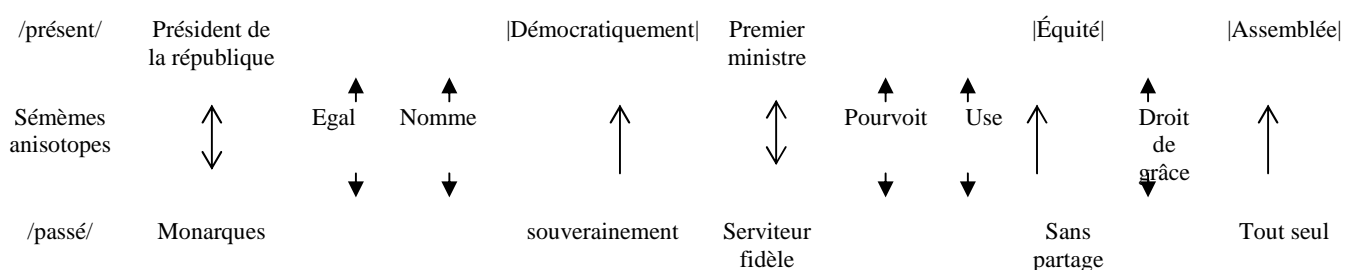 /présent/ Président de la république |Démocratiquement| Premier ministre |Équité| |Assemblée|
Sémèmes anisotopes Egal Nomme Pourvoit Use Droit de grâce
/passé/ Monarques souverainement Serviteur fidèle Sans partage Tout seul